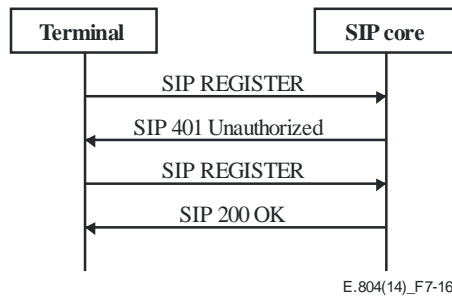 Terminal
SIP core
SIP REGISTER
SIP 401 Unauthorized
SIP REGISTER
SIP 200 OK
E.804(14)_F7-16